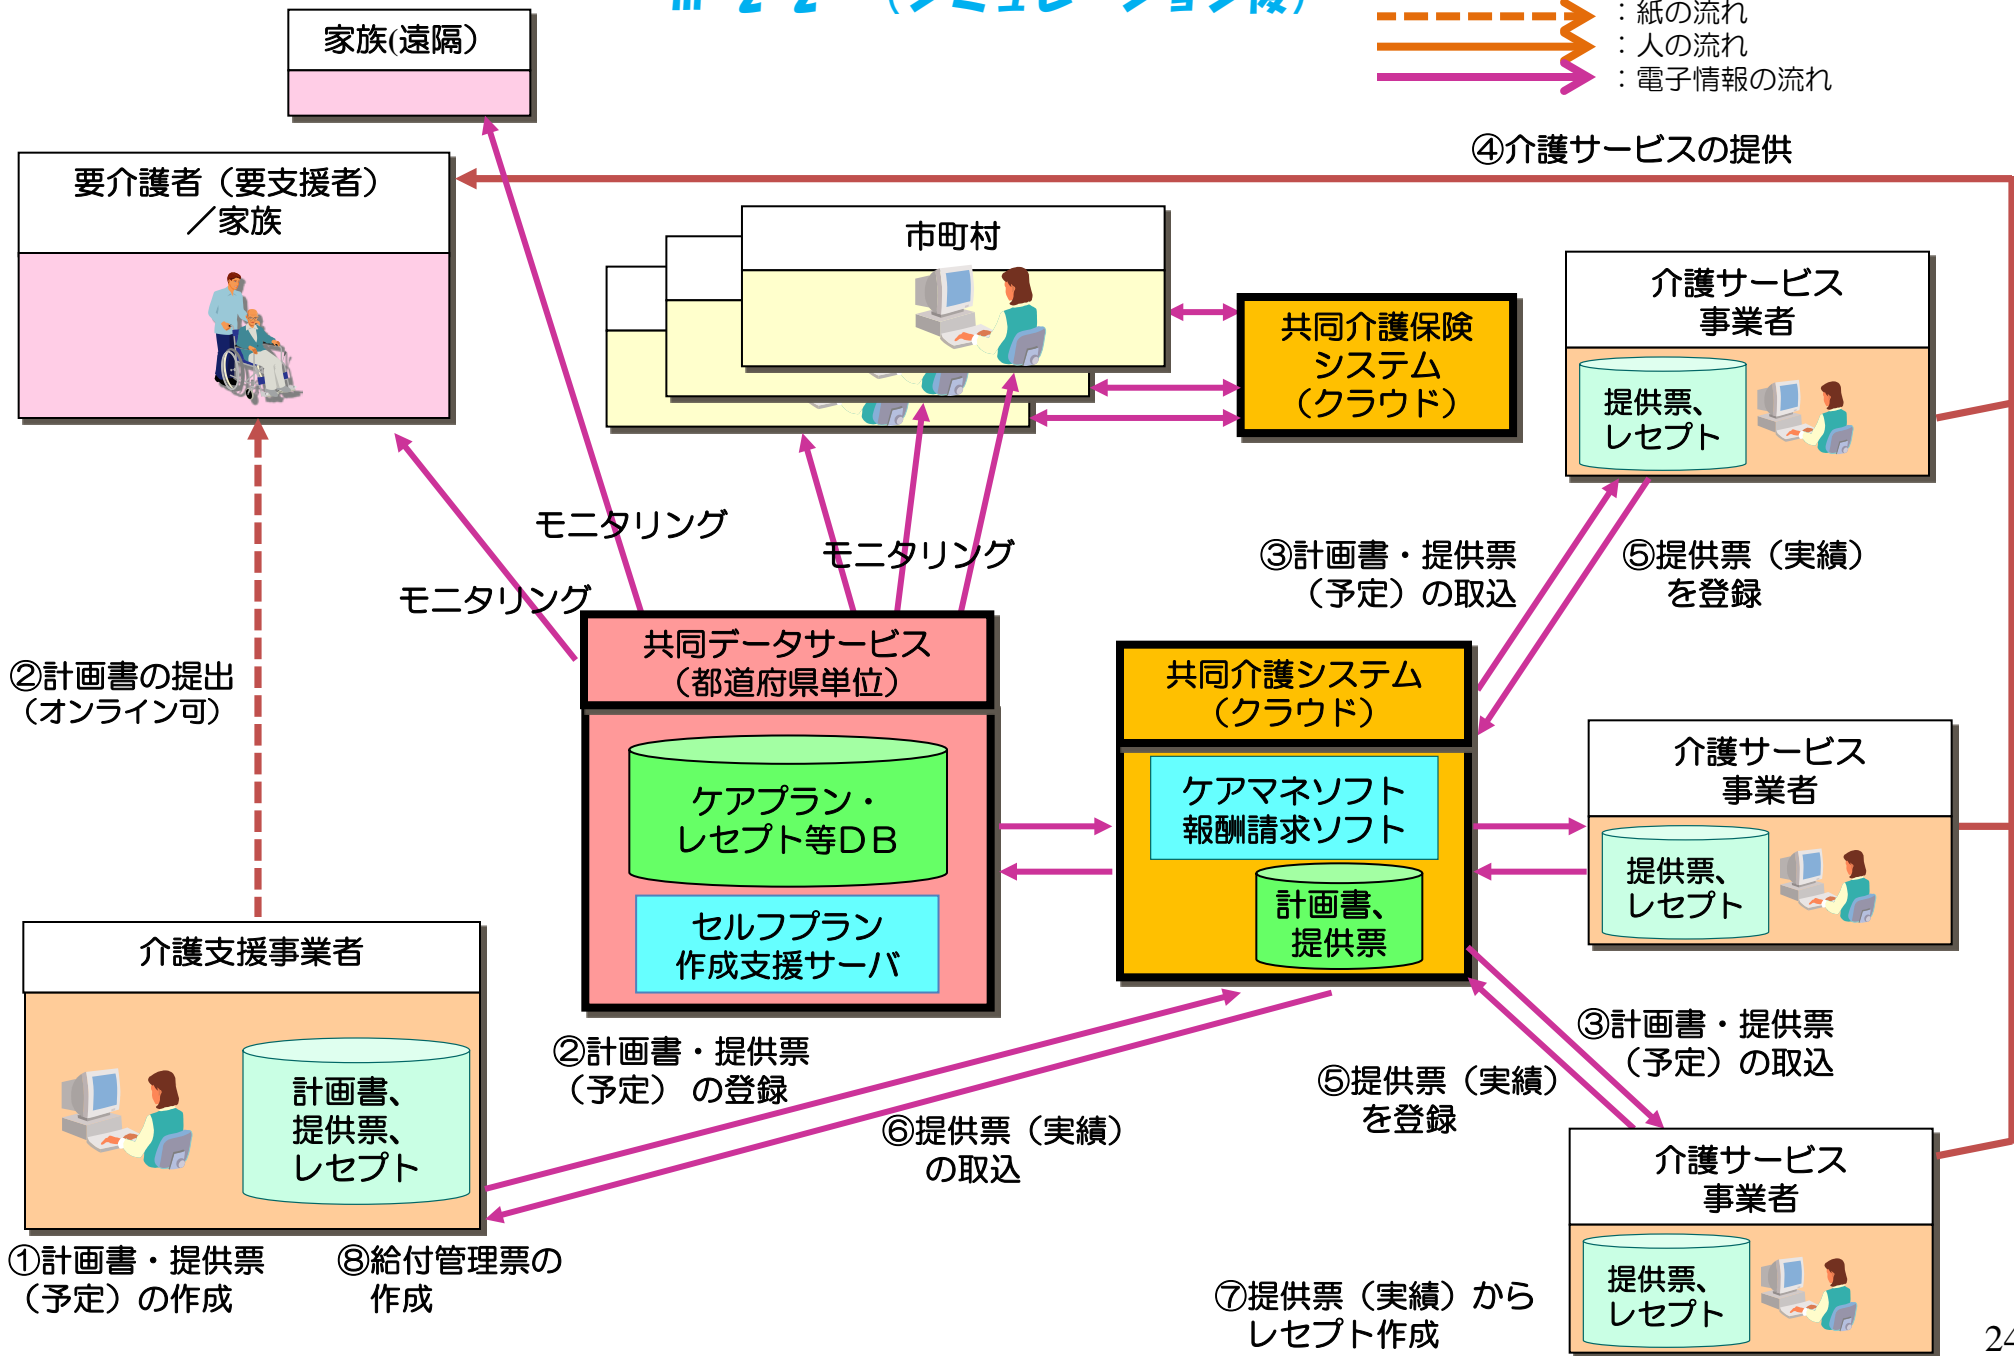 ：紙の流れ
：人の流れ
：電子情報の流れ
家族(遠隔）
④介護サービスの提供
要介護者（要支援者）
／家族
市町村
共同介護保険
システム
（クラウド）
介護サービス
事業者
提供票、
レセプト
モニタリング
モニタリング
モニタリング
③計画書・提供票
（予定）の取込
⑤提供票（実績）
を登録
②計画書の提出
（オンライン可）
共同データサービス
（都道府県単位）
ケアプラン・
レセプト等ＤＢ
セルフプラン
作成支援サーバ
共同介護システム
（クラウド）
ケアマネソフト
報酬請求ソフト
計画書、
提供票
介護サービス
事業者
提供票、
レセプト
介護支援事業者
計画書、
提供票、
レセプト
②計画書・提供票
（予定） の登録
⑥提供票（実績）
の取込
⑤提供票（実績）
を登録
③計画書・提供票
（予定）の取込
介護サービス
事業者
提供票、
レセプト
①計画書・提供票
（予定）の作成
⑧給付管理票の
作成
⑦提供票（実績）から
レセプト作成
24